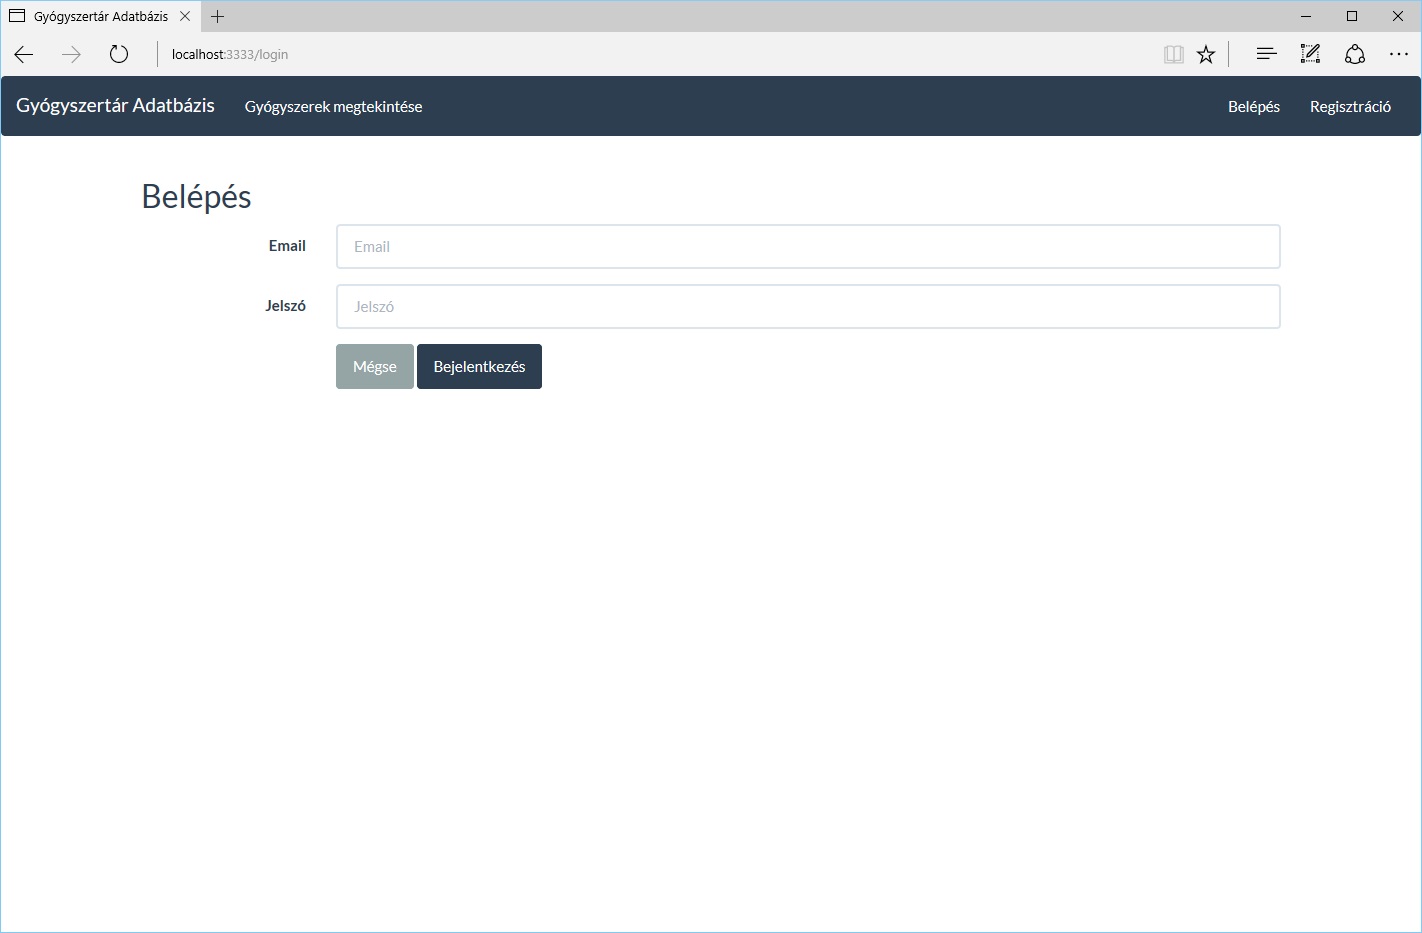 Gyógyszertár Adatbázis
localhost:3333/login
Gyógyszertár Adatbázis Gyógyszerek megtekintése Belépés Regisztráció
Belépés
Email Email
Jelszó Jelszó
Mégse Bejelentkezés